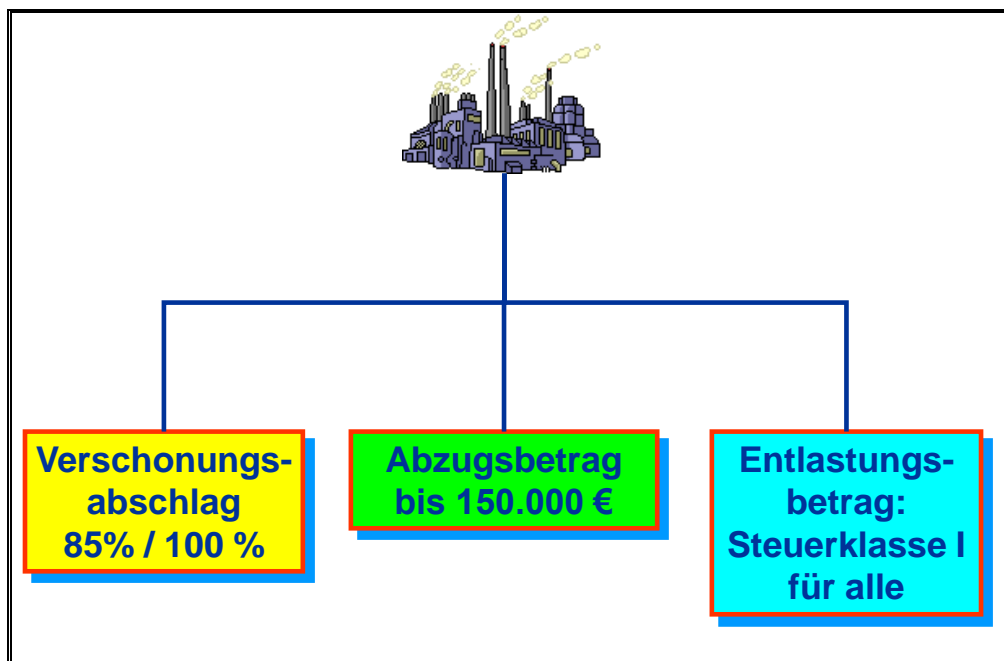 Verschonungs-
abschlag
85% / 100 %
Abzugsbetrag
bis 150.000 €
Entlastungs-
betrag:
Steuerklasse I
für alle